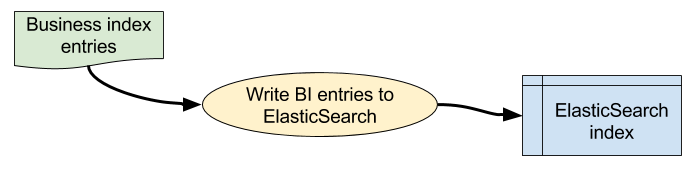 Business index
entries
Write BI entries to
ElasticSearch
ElasticSearch
index